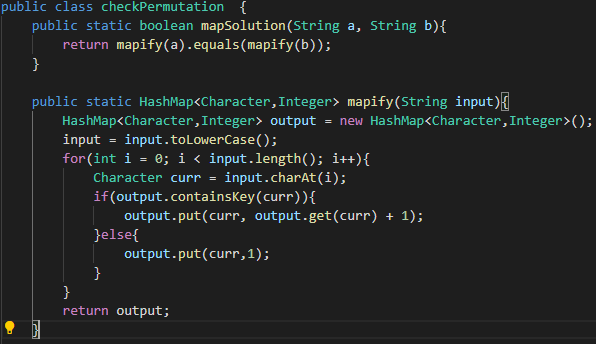 public class checkPermutation  {
    public static boolean mapSolution(String a, String b){
        return mapify(a).equals(mapify(b));
    }

    public static HashMap<Character,Integer> mapify(String input){
        HashMap<Character,Integer> output = new HashMap<Character,Integer>();
        input = input.toLowerCase();
        for(int i = 0; i < input.length(); i++){
            Character curr = input.charAt(i);
            if(output.containsKey(curr)){
                output.put(curr, output.get(curr) + 1);
            }else{
                output.put(curr,1);
            }
        }
        return output;
    }